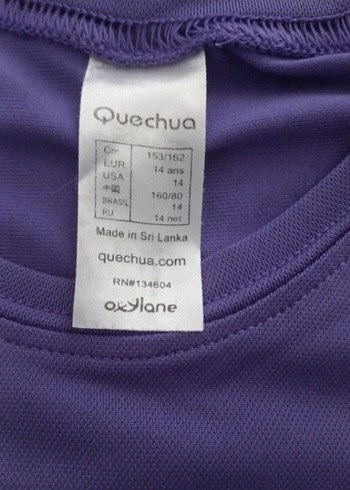 Quechua
Cm 153/162
EUR 14 ans
USA 14
中国 160/80
BRASIL 14
RU 14 лет
Made in Sri Lanka
quechua.com
RN#134604
oxylane